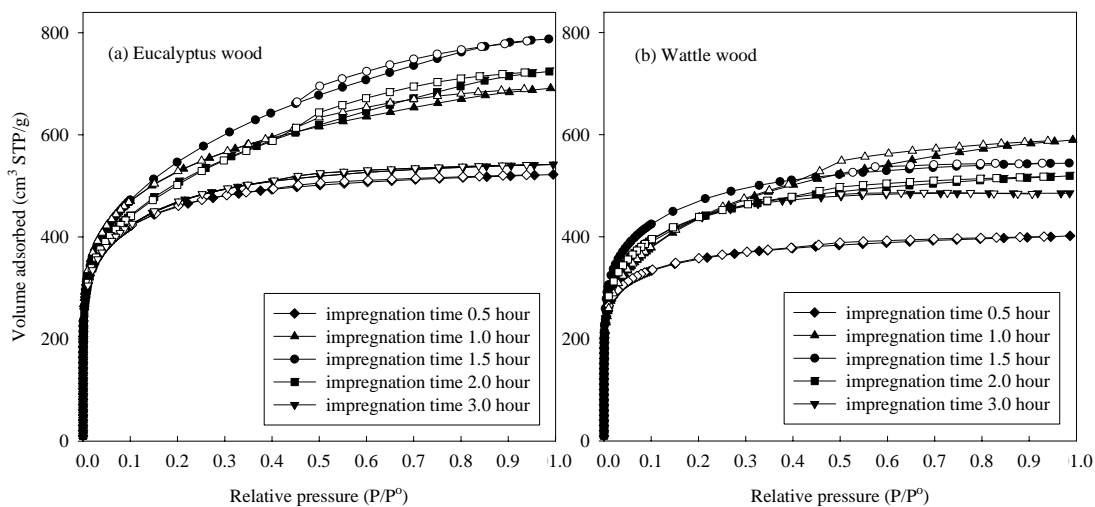 (a) Eucalyptus wood
800
600
400
200
0
Volume adsorbed (cm³ STP/g)
impregnation time 0.5 hour
impregnation time 1.0 hour
impregnation time 1.5 hour
impregnation time 2.0 hour
impregnation time 3.0 hour
0.0 0.1 0.2 0.3 0.4 0.5 0.6 0.7 0.8 0.9 1.0
Relative pressure (P/Pᵒ)
(b) Wattle wood
800
600
400
200
0
impregnation time 0.5 hour
impregnation time 1.0 hour
impregnation time 1.5 hour
impregnation time 2.0 hour
impregnation time 3.0 hour
0.0 0.1 0.2 0.3 0.4 0.5 0.6 0.7 0.8 0.9 1.0
Relative pressure (P/Pᵒ)